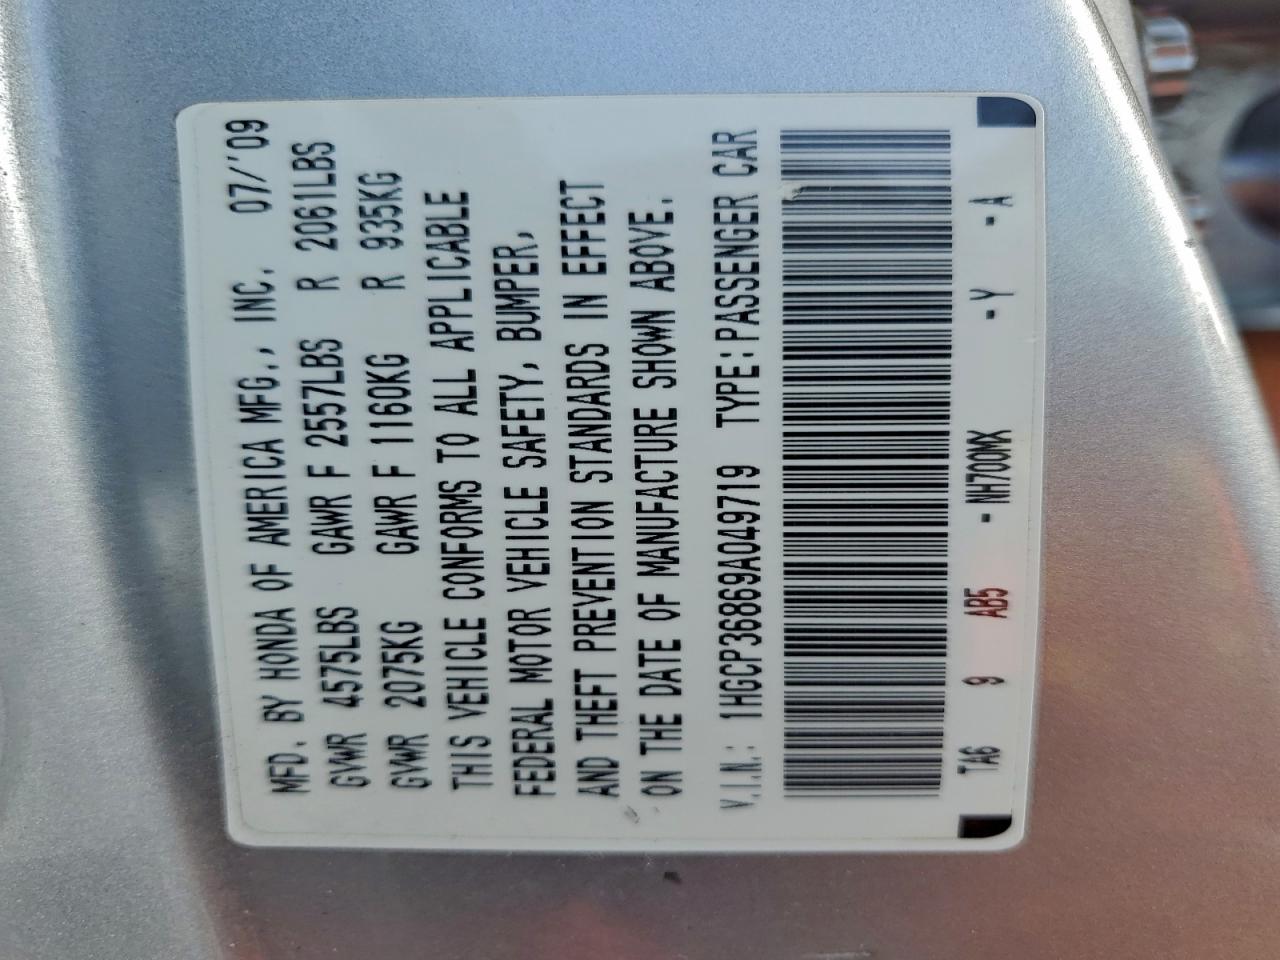 MFD. BY HONDA OF AMERICA MFG., INC. 07/'09
GVWR 4575LBS GAWR F 2557LBS R 2061LBS
GVWR 2075KG GAWR F 1160KG R 935KG
THIS VEHICLE CONFORMS TO ALL APPLICABLE
FEDERAL MOTOR VEHICLE SAFETY, BUMPER,
AND THEFT PREVENTION STANDARDS IN EFFECT
ON THE DATE OF MANUFACTURE SHOWN ABOVE.
V.I.N.: 1HGCP36869A049719 TYPE:PASSENGER CAR
TA6 9 AB5 -NH700MX -Y -A